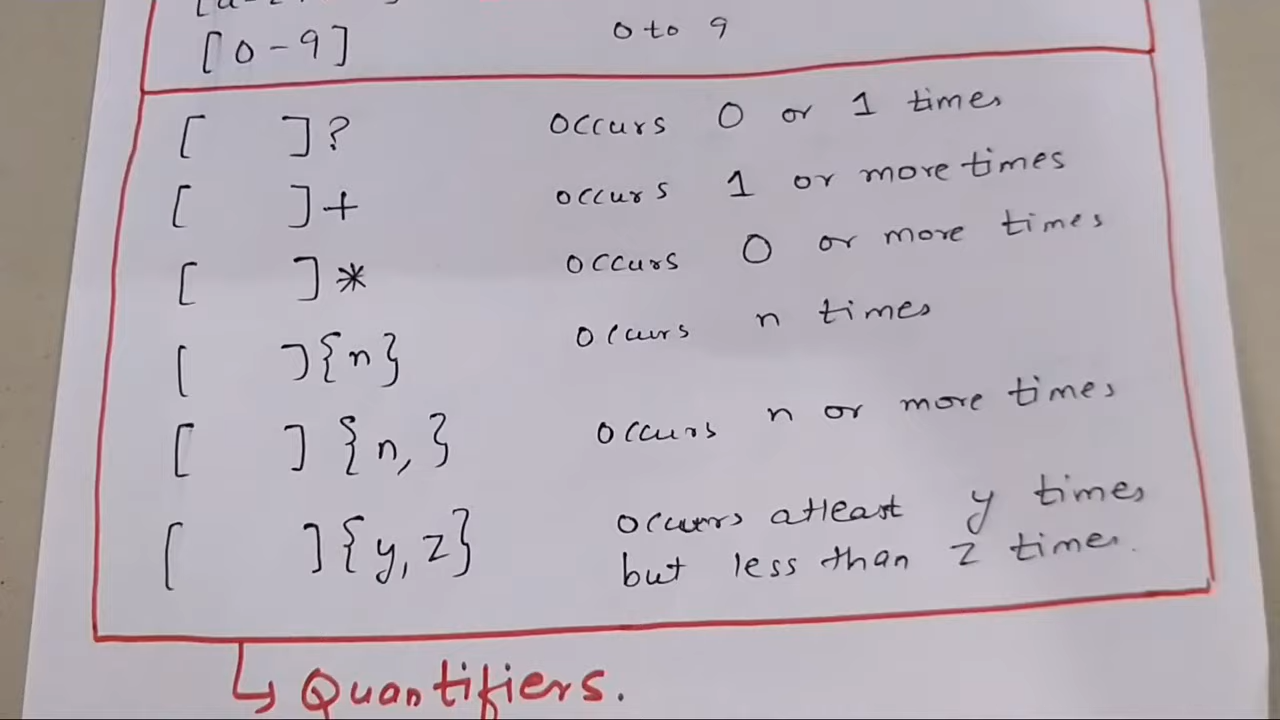 [0-9] 0 to 9
[ ]? occurs 0 or 1 times
[ ]+ occurs 1 or more times
[ ]* occurs 0 or more times
[ ]{n} occurs n times
[ ]{n,} occurs n or more times
[ ]{y,z} occurs atleast y times
but less than z time.
Quantifiers.